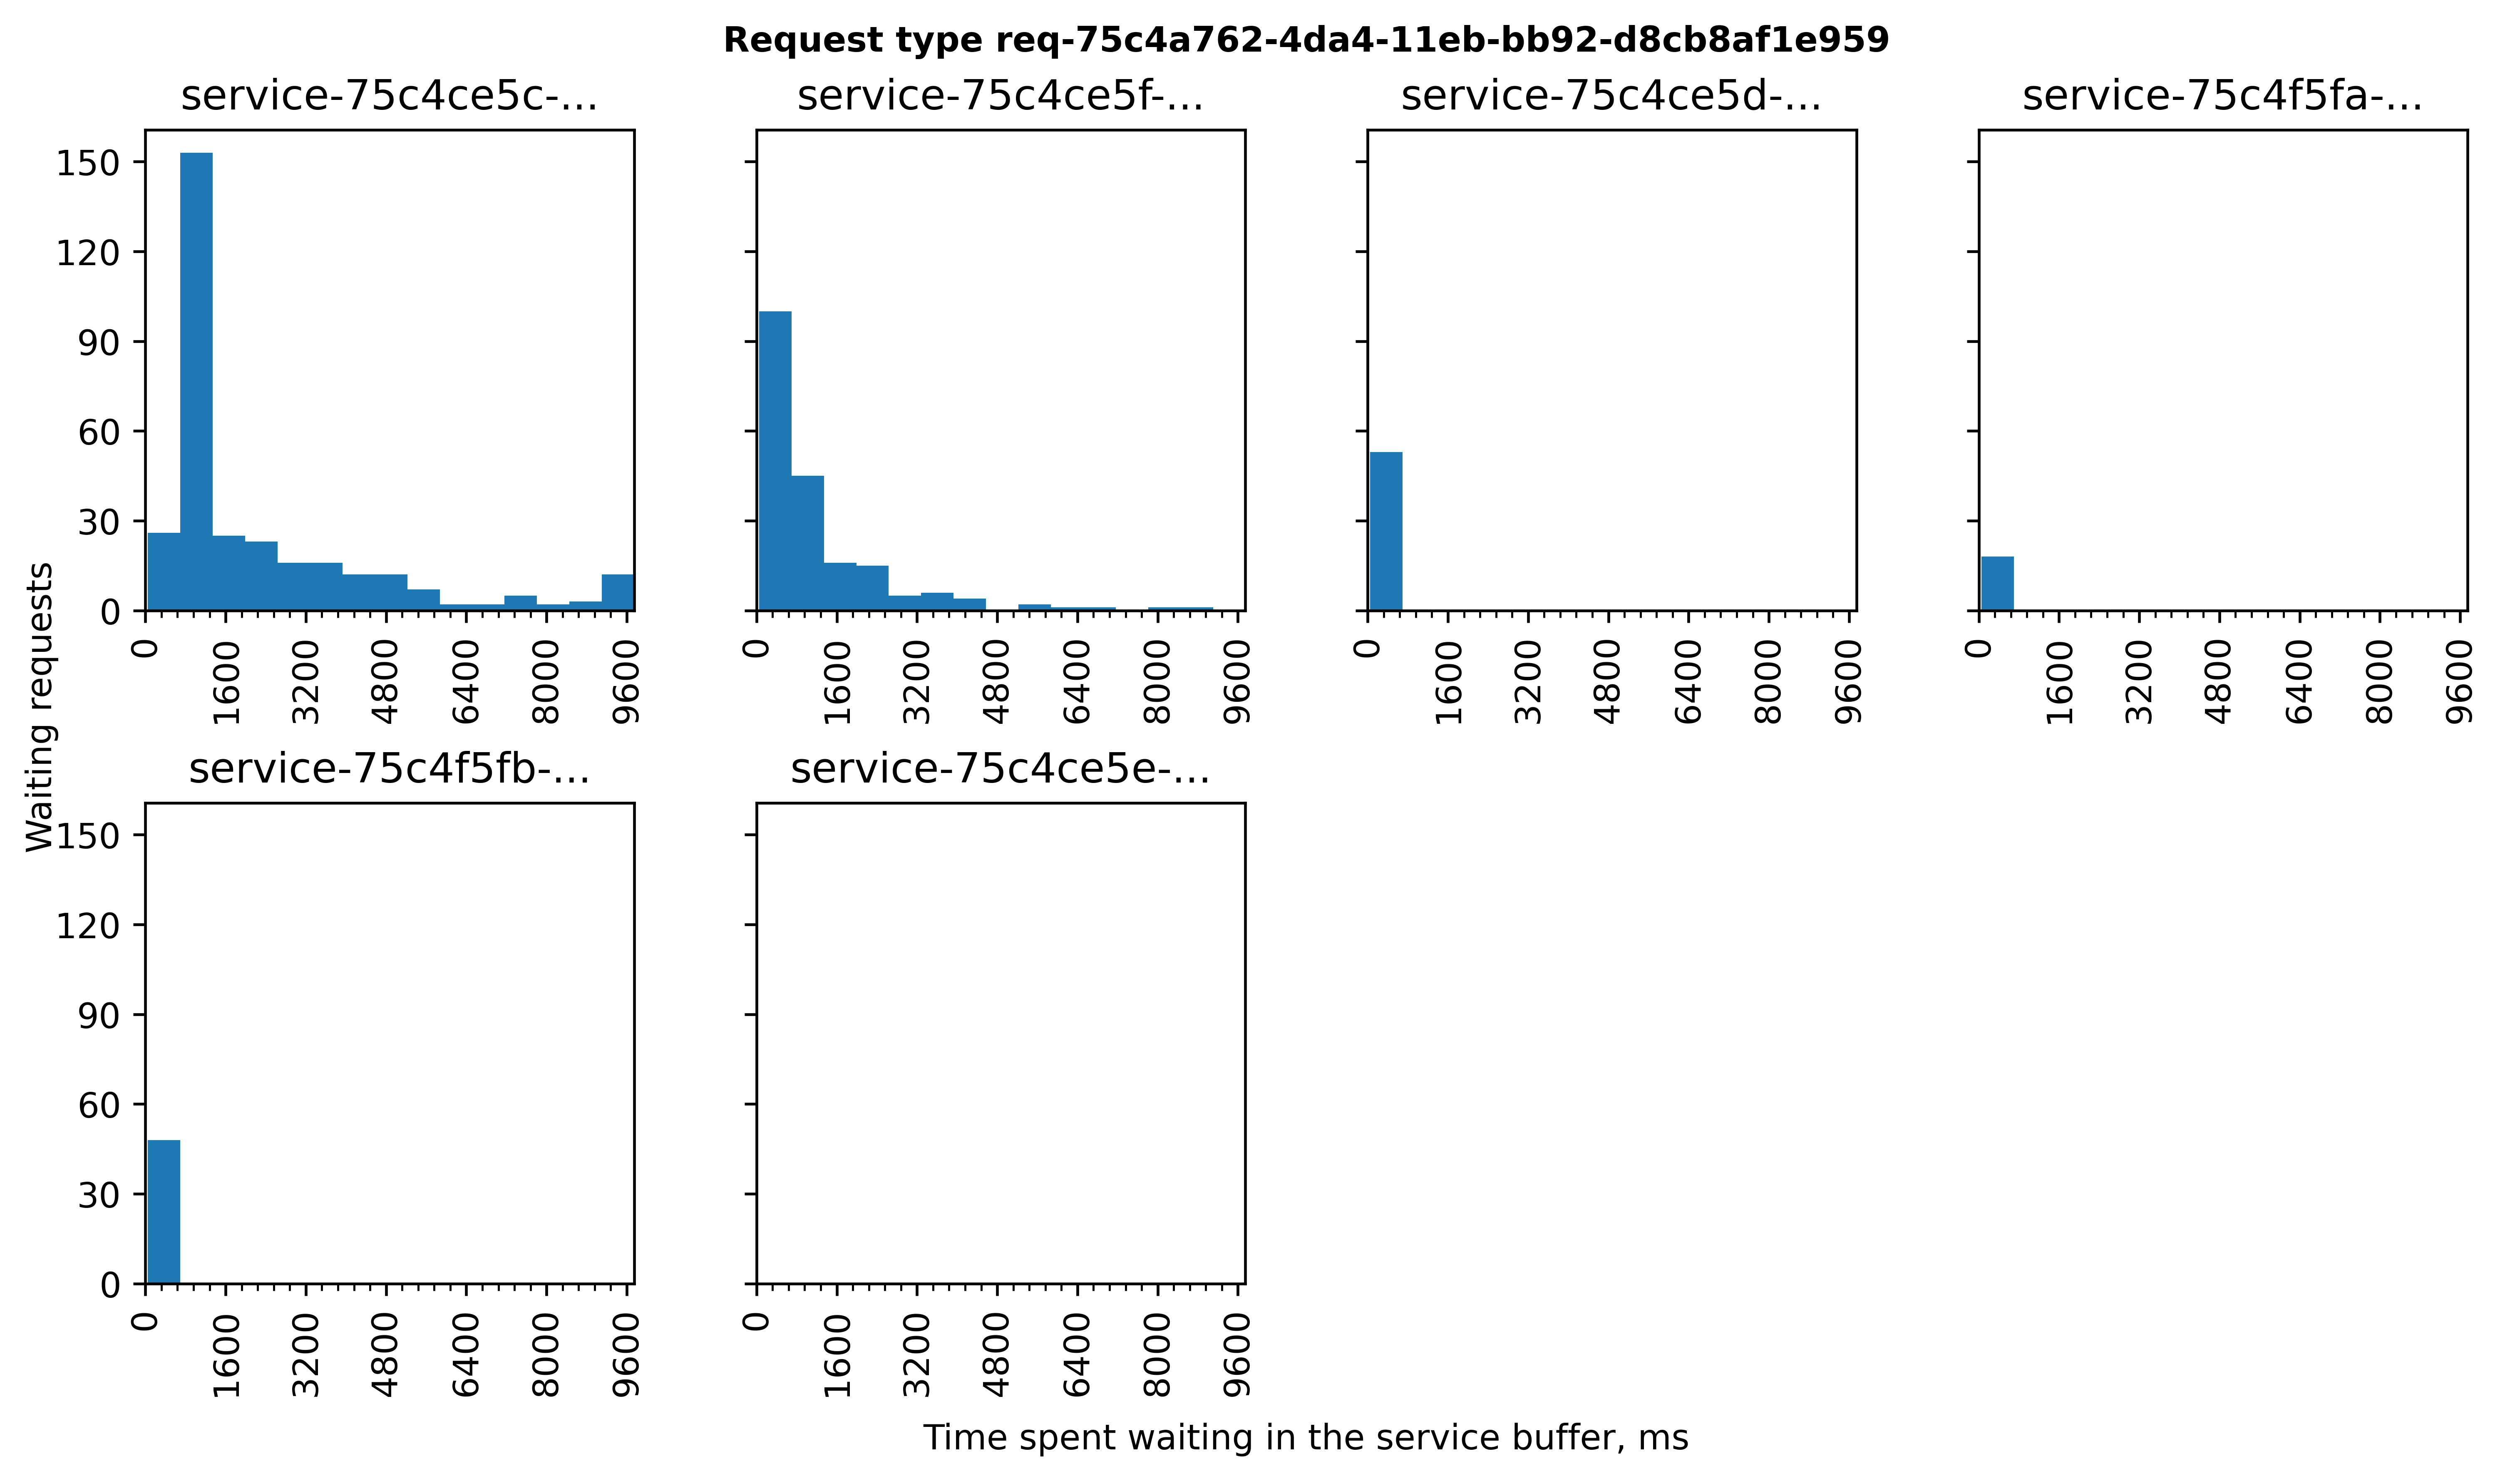 Request type req-75c4a762-4da4-11eb-bb92-d8cb8af1e959
service-75c4ce5c-...
service-75c4ce5f-...
service-75c4ce5d-...
service-75c4f5fa-...
150
120
90
60
30
0
0 1600 3200 4800 6400 8000 9600
0 1600 3200 4800 6400 8000 9600
0 1600 3200 4800 6400 8000 9600
0 1600 3200 4800 6400 8000 9600
Waiting requests
service-75c4f5fb-...
service-75c4ce5e-...
150
120
90
60
30
0
0 1600 3200 4800 6400 8000 9600
0 1600 3200 4800 6400 8000 9600
Time spent waiting in the service buffer, ms